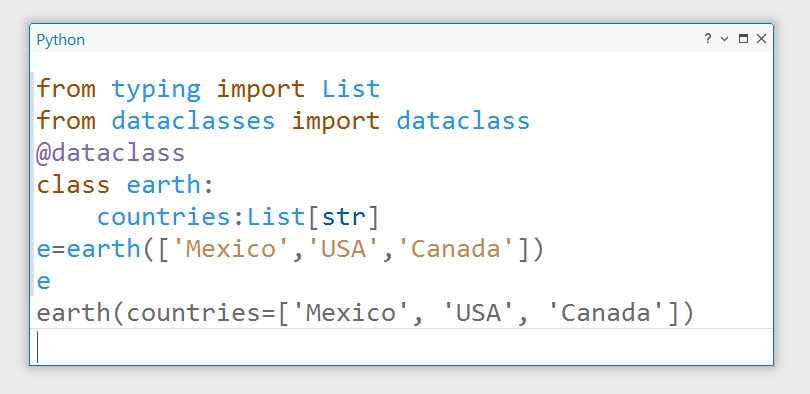 Python
from typing import List
from dataclasses import dataclass
@dataclass
class earth:
    countries:List[str]
e=earth(['Mexico','USA','Canada'])
e
earth(countries=['Mexico', 'USA', 'Canada'])